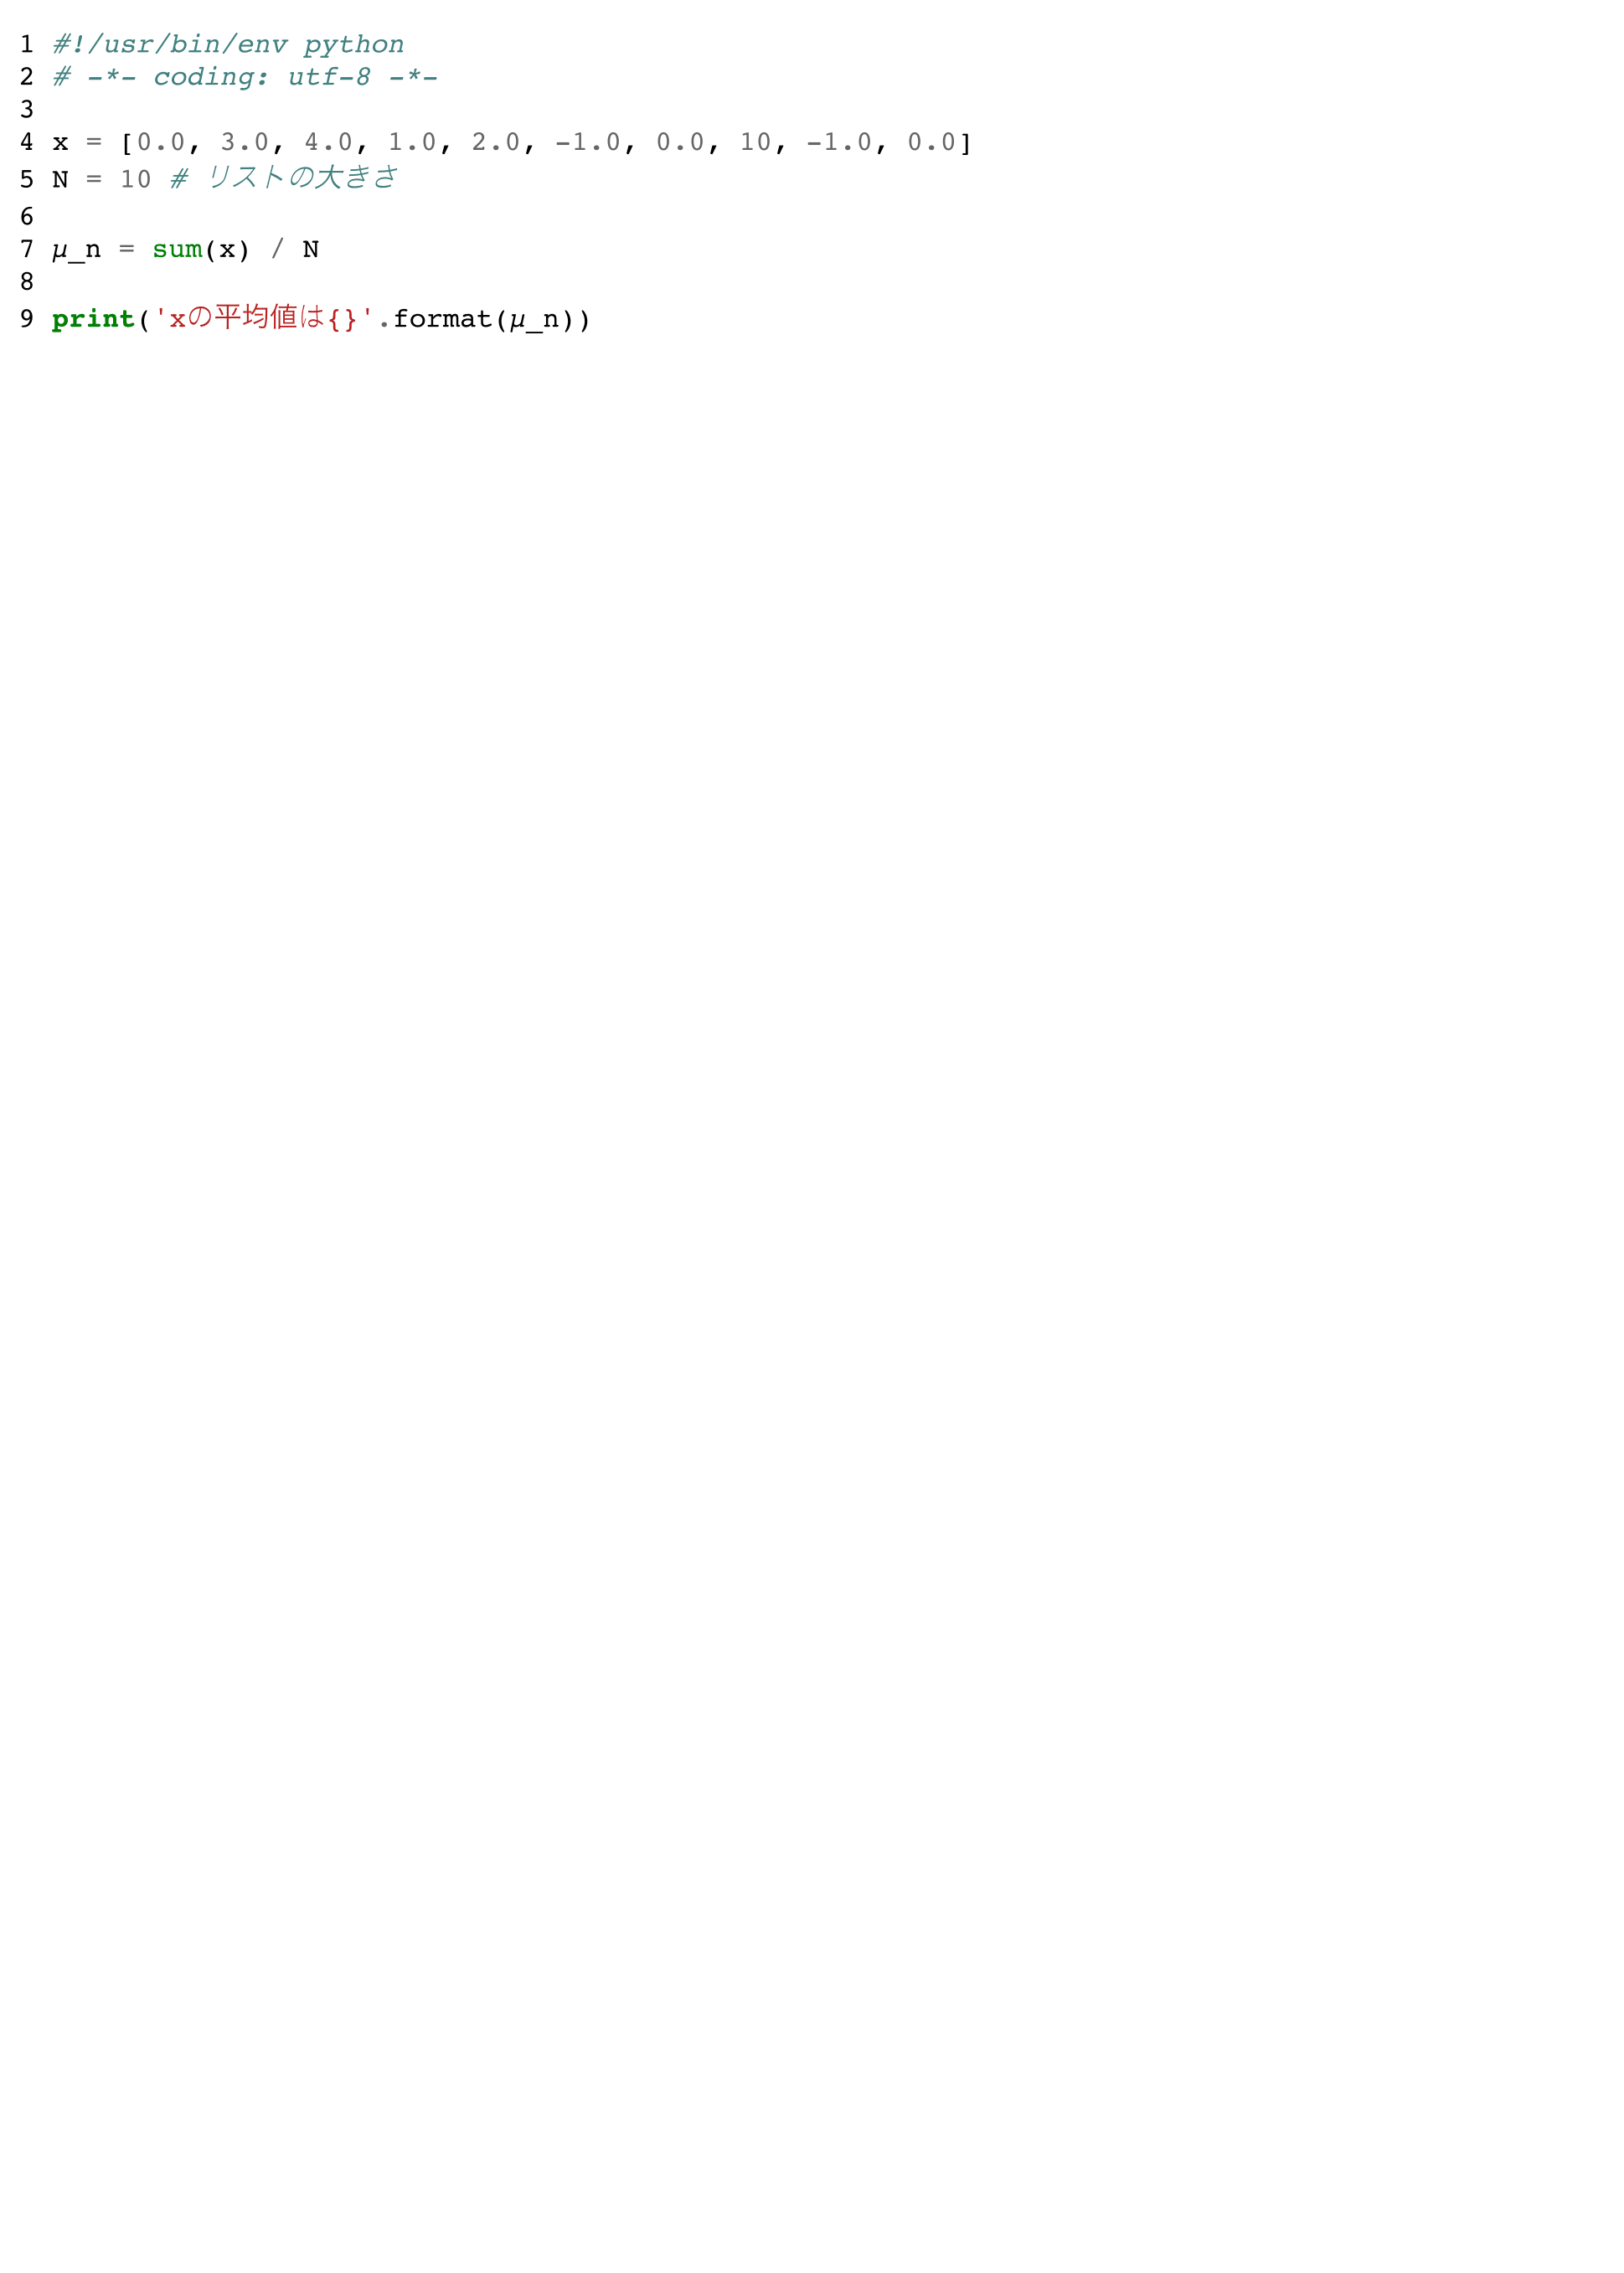 1 #!/usr/bin/env python
2 # -*- coding: utf-8 -*-
3
4 x = [0.0, 3.0, 4.0, 1.0, 2.0, -1.0, 0.0, 10, -1.0, 0.0]
5 N = 10 # リストの大きさ
6
7 μ_n = sum(x) / N
8
9 print('xの平均値は{}'.format(μ_n))